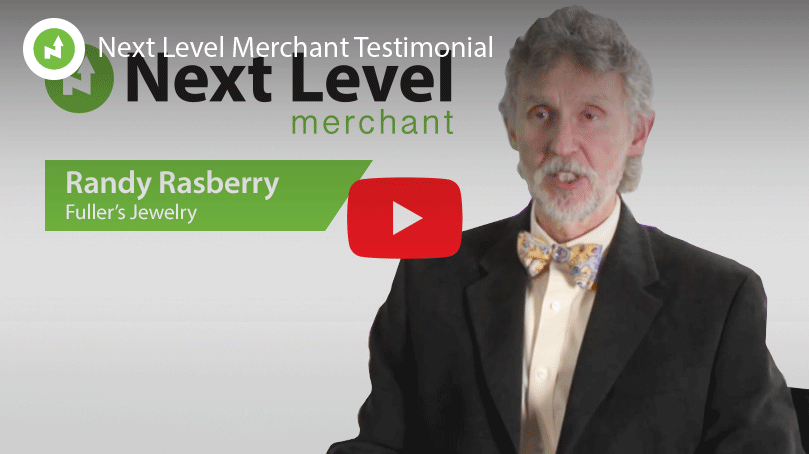 Next Level Merchant Testimonial
Next Level
merchant
Randy Rasberry
Fuller’s Jewelry